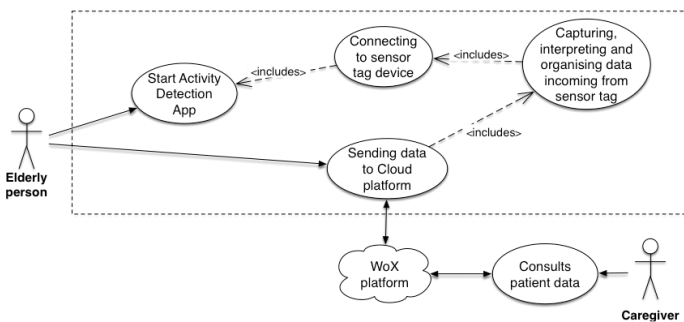 Start Activity
Detection
App
<includes>
Connecting
to sensor
tag device
<includes>
Capturing,
interpreting and
organising data
incoming from
sensor tag
<includes>
Elderly
person
Sending data
to Cloud
platform
WoX
platform
Consults
patient data
Caregiver